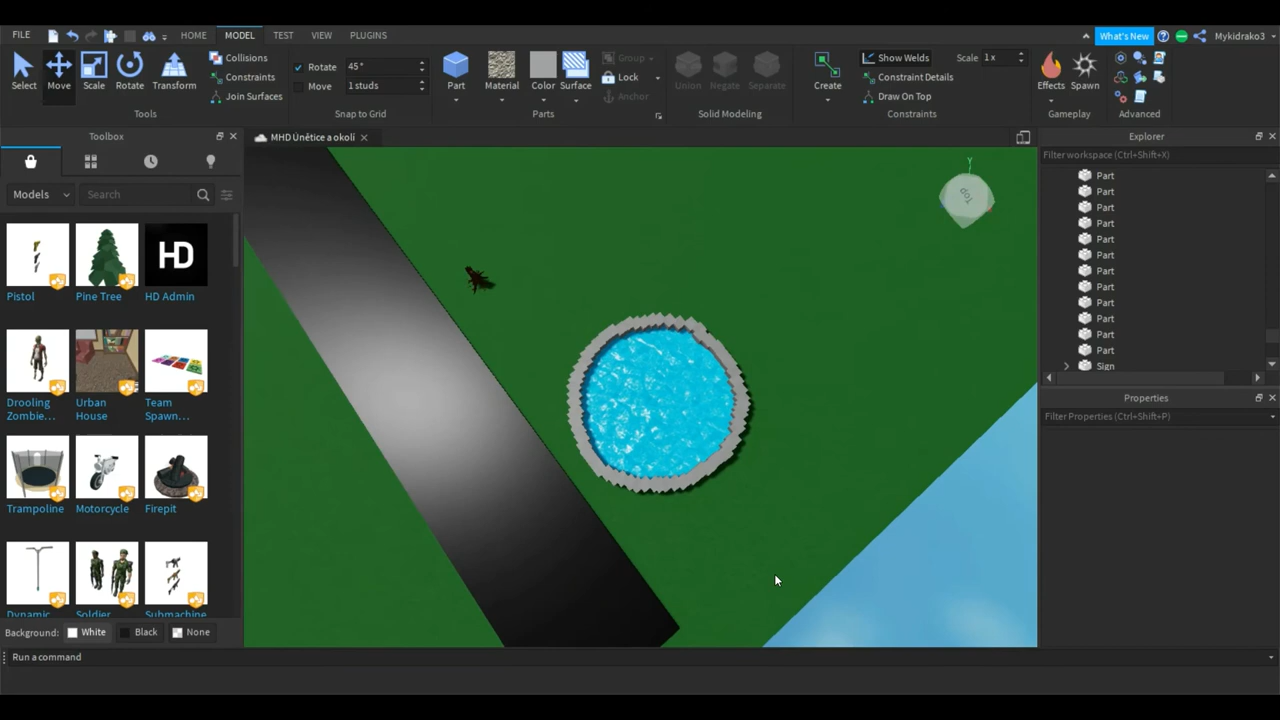 FILE HOME MODEL TEST VIEW PLUGINS What's New Mykidrako3
Select Move Scale Rotate Transform
Collisions
Constraints
Join Surfaces
Tools
Rotate 45°
Move 1 studs
Snap to Grid
Part Material Color Surface
Group
Lock
Anchor
Parts
Union Negate Separate
Solid Modeling
Create
Show Welds Scale 1 x
Constraint Details
Draw On Top
Constraints
Effects Spawn
Gameplay
Advanced
Toolbox
MHD Únětice a okolí
Explorer
Filter workspace (Ctrl+Shift+X)
Models Search
Pistol Pine Tree HD Admin
HD
Drooling Zombie... Urban House Team Spawn...
Trampoline Motorcycle Firepit
Dynamic Soldier Submachine
Background: White Black None
Run a command
Y
Top
Part
Part
Part
Part
Part
Part
Part
Part
Part
Part
Part
Part
Sign
Properties
Filter Properties (Ctrl+Shift+P)